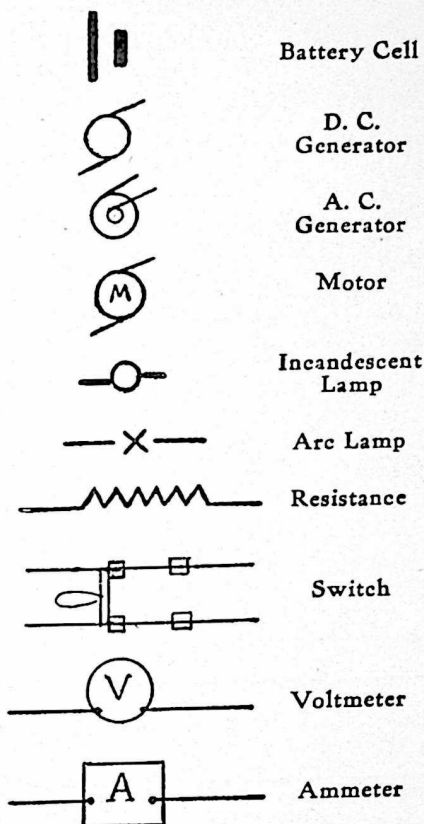 Battery Cell
D. C.
Generator
A. C.
Generator
M
Motor
Incandescent
Lamp
Arc Lamp
Resistance
Switch
V
Voltmeter
A
Ammeter